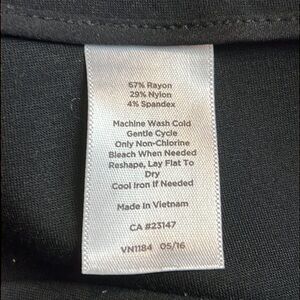 67% Rayon
29% Nylon
4% Spandex
Machine Wash Cold
Gentle Cycle
Only Non-Chlorine
Bleach When Needed
Reshape, Lay Flat To
Dry
Cool Iron If Needed
Made In Vietnam
CA #23147
VN1184 05/16